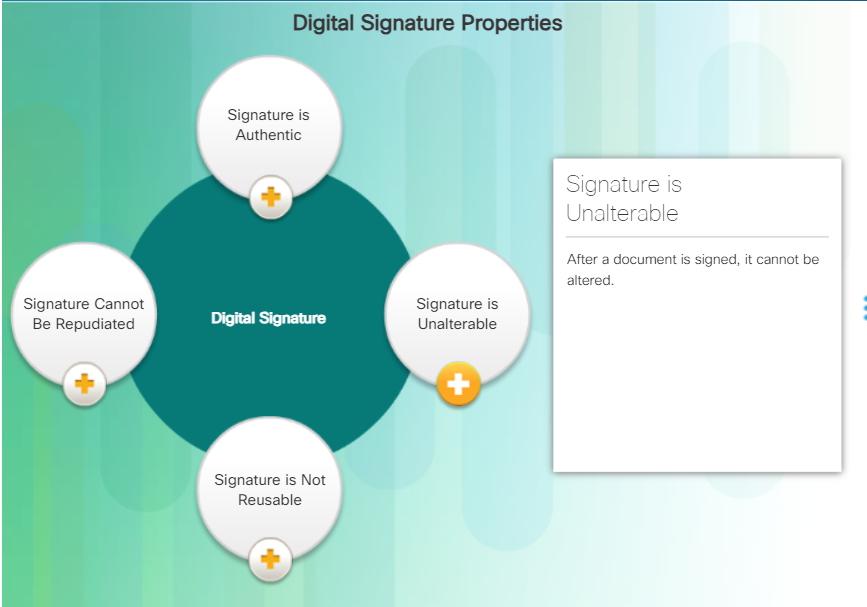 Digital Signature Properties
Signature is
Authentic
Signature Cannot
Be Repudiated
Digital Signature
Signature is
Unalterable
Signature is Not
Reusable
Signature is
Unalterable
After a document is signed, it cannot be
altered.